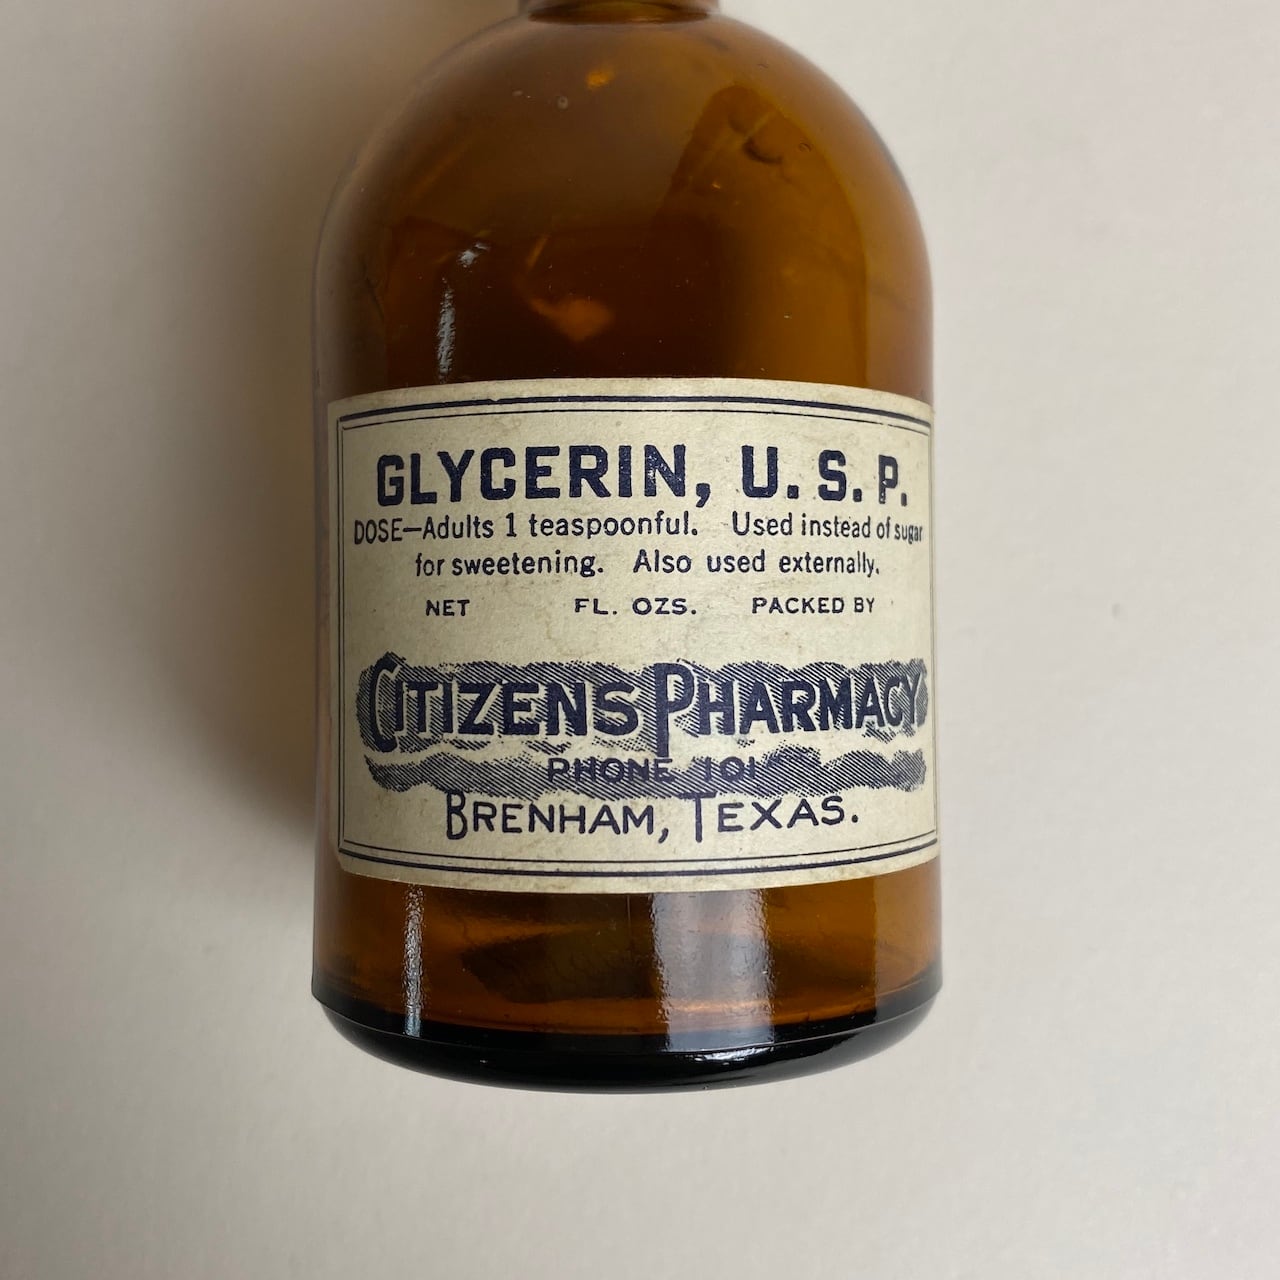 GLYCERIN, U. S. P.
DOSE—Adults 1 teaspoonful. Used instead of sugar
for sweetening. Also used externally.
NET FL. OZS. PACKED BY
CITIZENS PHARMACY
PHONE 101
BRENHAM, TEXAS.